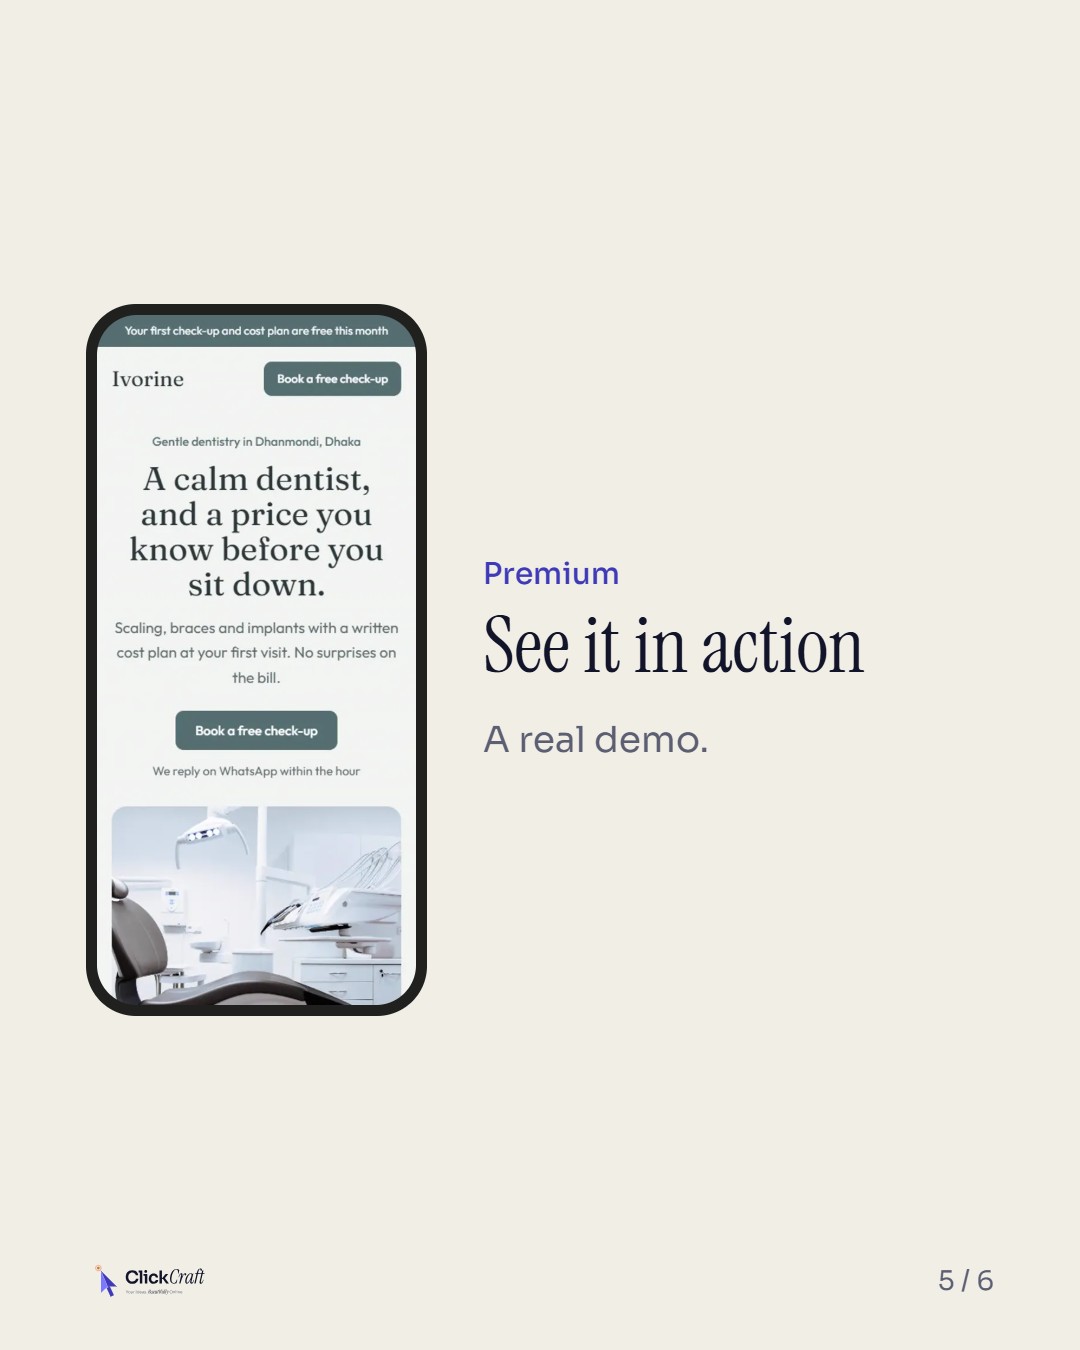 Your first check-up and cost plan are free this month
Ivorine
Book a free check-up
Gentle dentistry in Dhanmondi, Dhaka
A calm dentist,
and a price you
know before you
sit down.
Scaling, braces and implants with a written
cost plan at your first visit. No surprises on
the bill.
Book a free check-up
We reply on WhatsApp within the hour
Premium
See it in action
A real demo.
ClickCraft
5 / 6